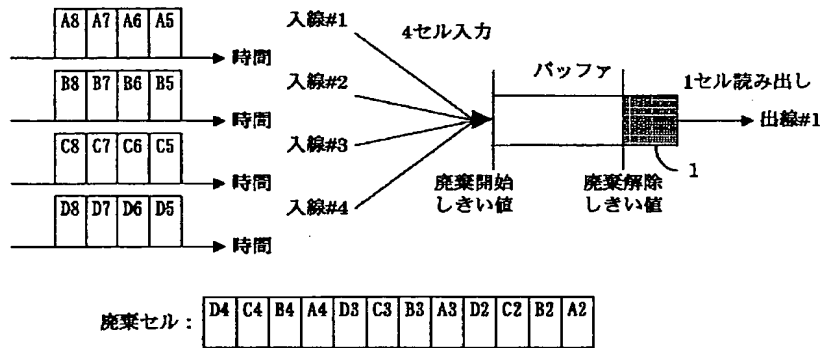 A8 A7 A6 A5
時間
B8 B7 B6 B5
時間
C8 C7 C6 C5
時間
D8 D7 D6 D5
時間
入線#1
入線#2
入線#3
入線#4
4セル入力
バッファ
1セル読み出し
出線#1
1
廃棄開始
しきい値
廃棄解除
しきい値
廃棄セル：
D4 C4 B4 A4 D3 C3 B3 A3 D2 C2 B2 A2